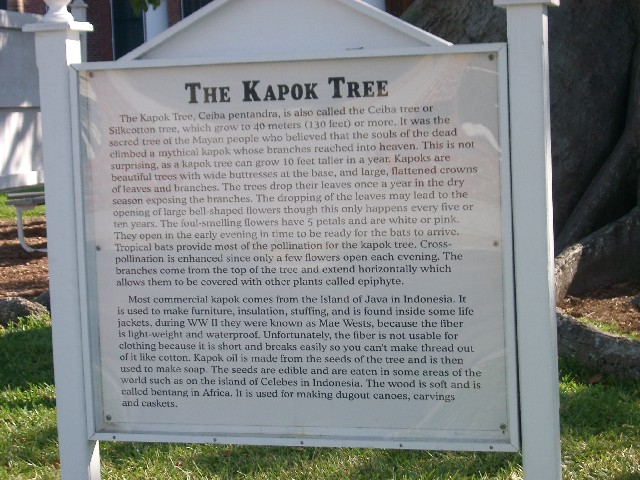 THE KAPOK TREE
The Kapok Tree, Ceiba pentandra, is also called the Ceiba tree or
Silkcotton tree, which grow to 40 meters (130 feet) or more. It was the
sacred tree of the Mayan people who believed that the souls of the dead
climbed a mythical kapok whose branches reached into heaven. This is not
surprising, as a kapok tree can grow 10 feet taller in a year. Kapoks are
beautiful trees with wide buttresses at the base, and large, flattened crowns
of leaves and branches. The trees drop their leaves once a year in the dry
season exposing the branches. The dropping of the leaves may lead to the
opening of large bell-shaped flowers though this only happens every five or
ten years. The foul-smelling flowers have 5 petals and are white or pink.
They open in the early evening in time to be ready for the bats to arrive.
Tropical bats provide most of the pollination for the kapok tree. Cross-
pollination is enhanced since only a few flowers open each evening. The
branches come from the top of the tree and extend horizontally which
allows them to be covered with other plants called epiphyte.
Most commercial kapok comes from the Island of Java in Indonesia. It
is used to make furniture, insulation, stuffing, and is found inside some life
jackets, during WW II they were known as Mae Wests, because the fiber
is light-weight and waterproof. Unfortunately, the fiber is not usable for
clothing because it is short and breaks easily so you can't make thread out
of it like cotton. Kapok oil is made from the seeds of the tree and is then
used to make soap. The seeds are edible and are eaten in some areas of the
world such as on the island of Celebes in Indonesia. The wood is soft and is
called bentang in Africa. It is used for making dugout canoes, carvings
and caskets.